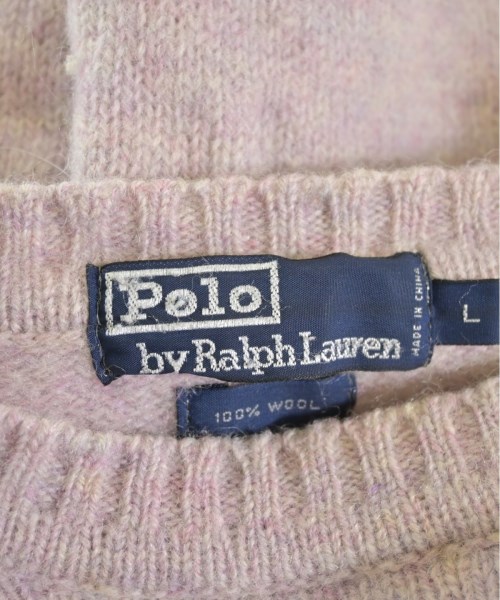 Polo
by Ralph Lauren
MADE IN CHINA
L
100% WOOL